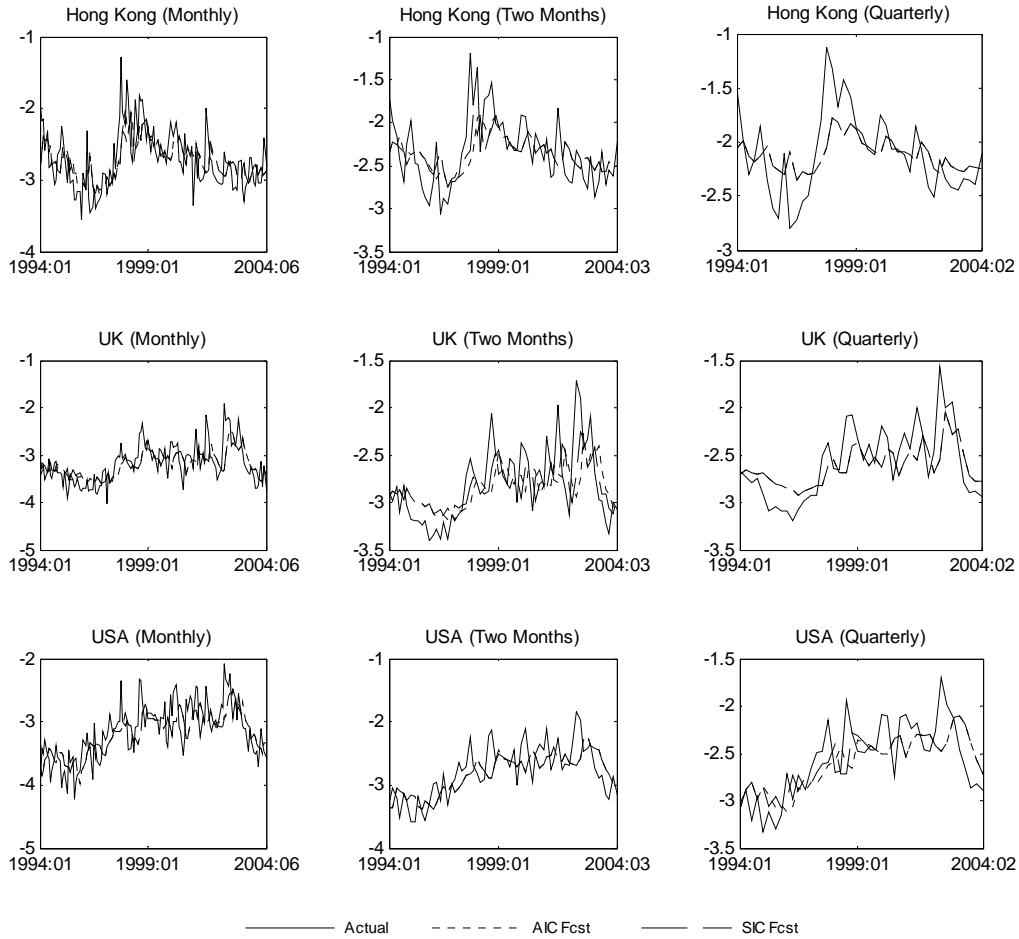 Hong Kong (Monthly)
-1
-2
-3
-4
1994:01 1999:01 2004:06
Hong Kong (Two Months)
-1
-1.5
-2
-2.5
-3
-3.5
1994:01 1999:01 2004:03
Hong Kong (Quarterly)
-1
-1.5
-2
-2.5
-3
1994:01 1999:01 2004:02
UK (Monthly)
-1
-2
-3
-4
-5
1994:01 1999:01 2004:06
UK (Two Months)
-1.5
-2
-2.5
-3
-3.5
1994:01 1999:01 2004:03
UK (Quarterly)
-1.5
-2
-2.5
-3
-3.5
1994:01 1999:01 2004:02
USA (Monthly)
-2
-3
-4
-5
1994:01 1999:01 2004:06
USA (Two Months)
-1
-2
-3
-4
1994:01 1999:01 2004:03
USA (Quarterly)
-1.5
-2
-2.5
-3
-3.5
1994:01 1999:01 2004:02
Actual AIC Fcst SIC Fcst